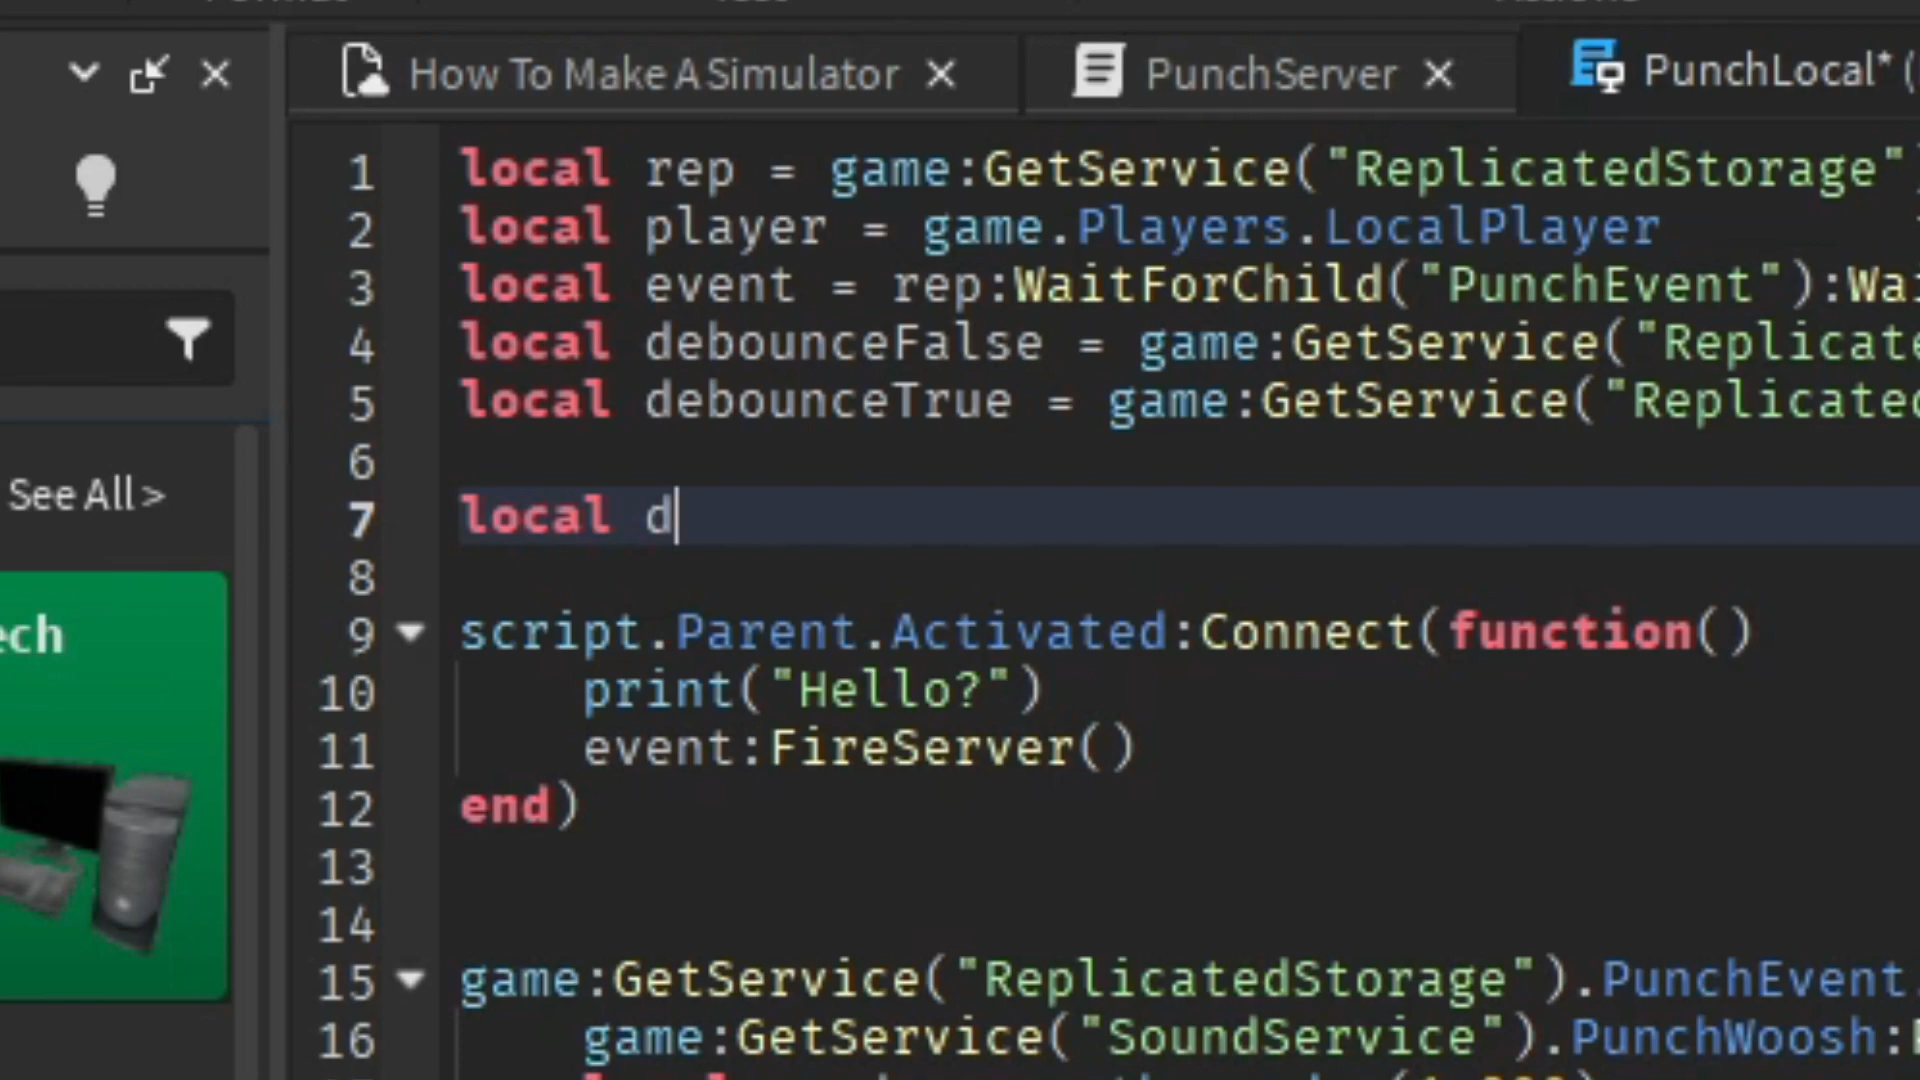 How To Make A Simulator
PunchServer
PunchLocal* (
1 local rep = game:GetService("ReplicatedStorage"
2 local player = game.Players.LocalPlayer
3 local event = rep:WaitForChild("PunchEvent"):Wai
4 local debounceFalse = game:GetService("Replicate
5 local debounceTrue = game:GetService("Replicated
6
7 local d
8
9 script.Parent.Activated:Connect(function()
10 print("Hello?")
11 event:FireServer()
12 end)
13
14
15 game:GetService("ReplicatedStorage").PunchEvent.
16 game:GetService("SoundService").PunchWoosh:
See All >
ech